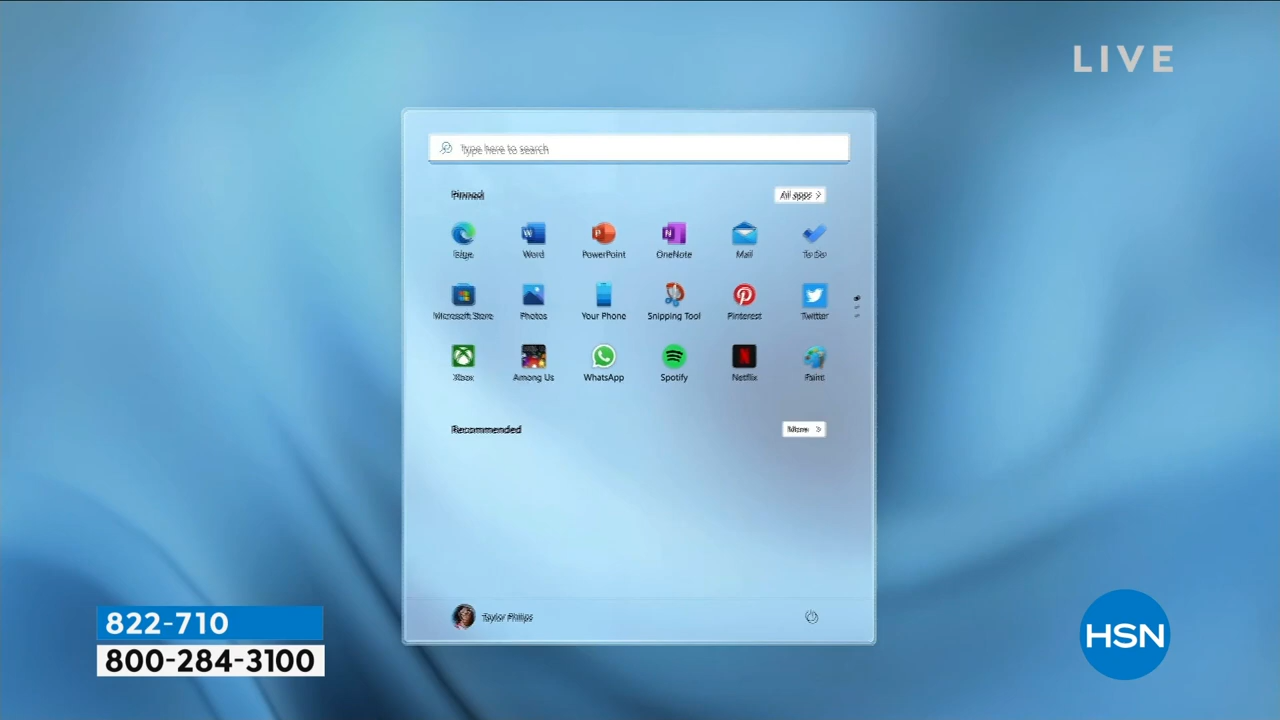 LIVE
Type here to search
Pinned
All apps >
Edge Word PowerPoint OneNote Mail To Do
Microsoft Store Photos Your Phone Snipping Tool Pinterest Twitter
Xbox Among Us WhatsApp Spotify Netflix Paint
Recommended
More >
Taylor Philips
822-710
800-284-3100
HSN